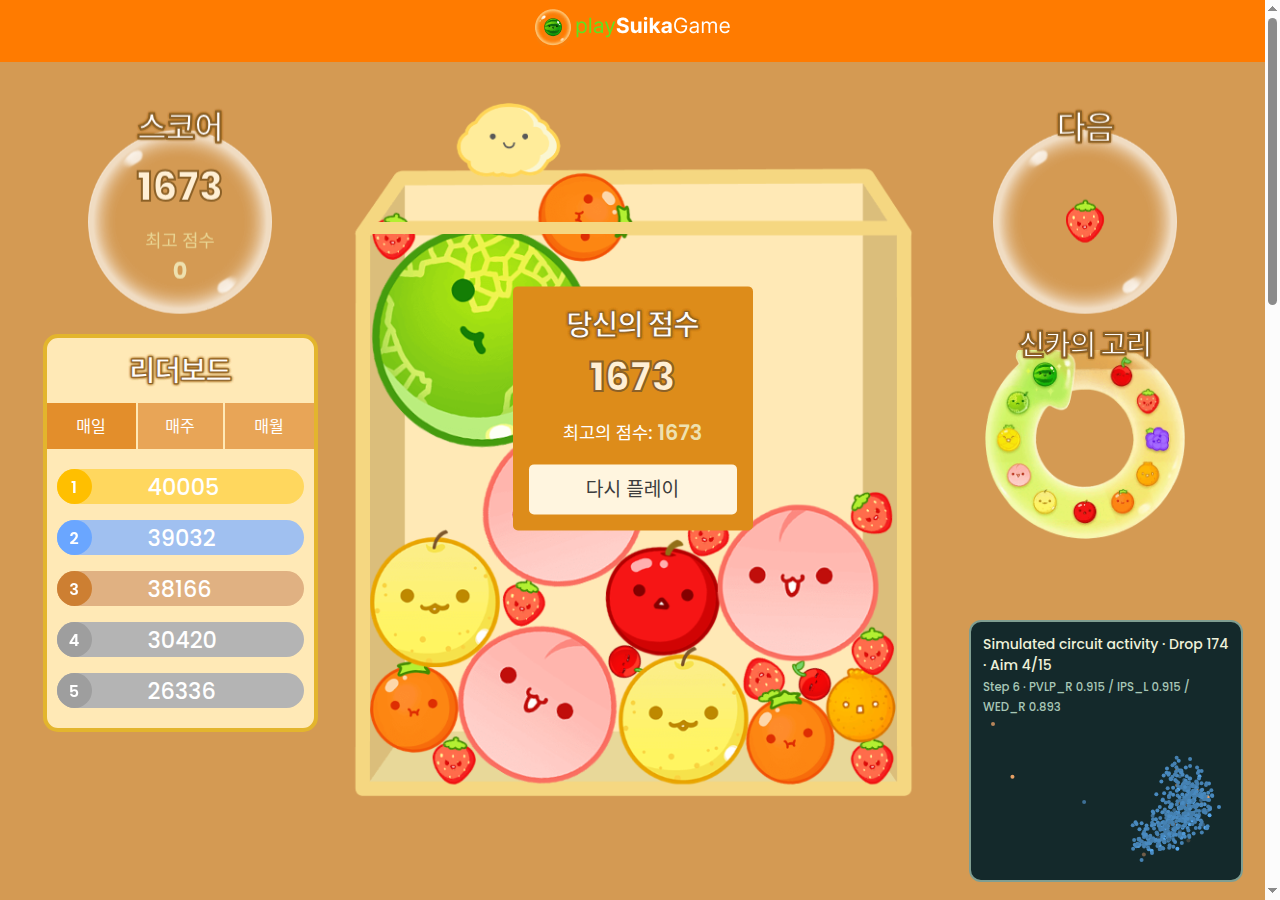 playSuikaGame
스코어
1673
최고 점수
0
다음
신카의 고리
리더보드
매일 매주 매월
1 40005
2 39032
3 38166
4 30420
5 26336
당신의 점수
1673
최고의 점수: 1673
다시 플레이
Simulated circuit activity · Drop 174
· Aim 4/15
Step 6 · PVLP_R 0.915 / IPS_L 0.915 /
WED_R 0.893